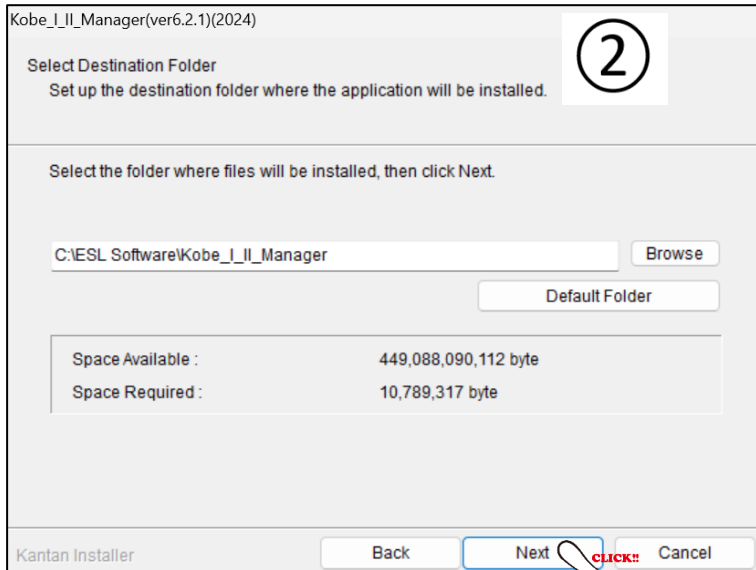 Kobe_I_II_Manager(ver6.2.1)(2024)
②
Select Destination Folder
Set up the destination folder where the application will be installed.
Select the folder where files will be installed, then click Next.
C:\ESL Software\Kobe_I_II_Manager
Browse
Default Folder
Space Available : 449,088,090,112 byte
Space Required : 10,789,317 byte
Kantan Installer
Back
Next
CLICK!!
Cancel